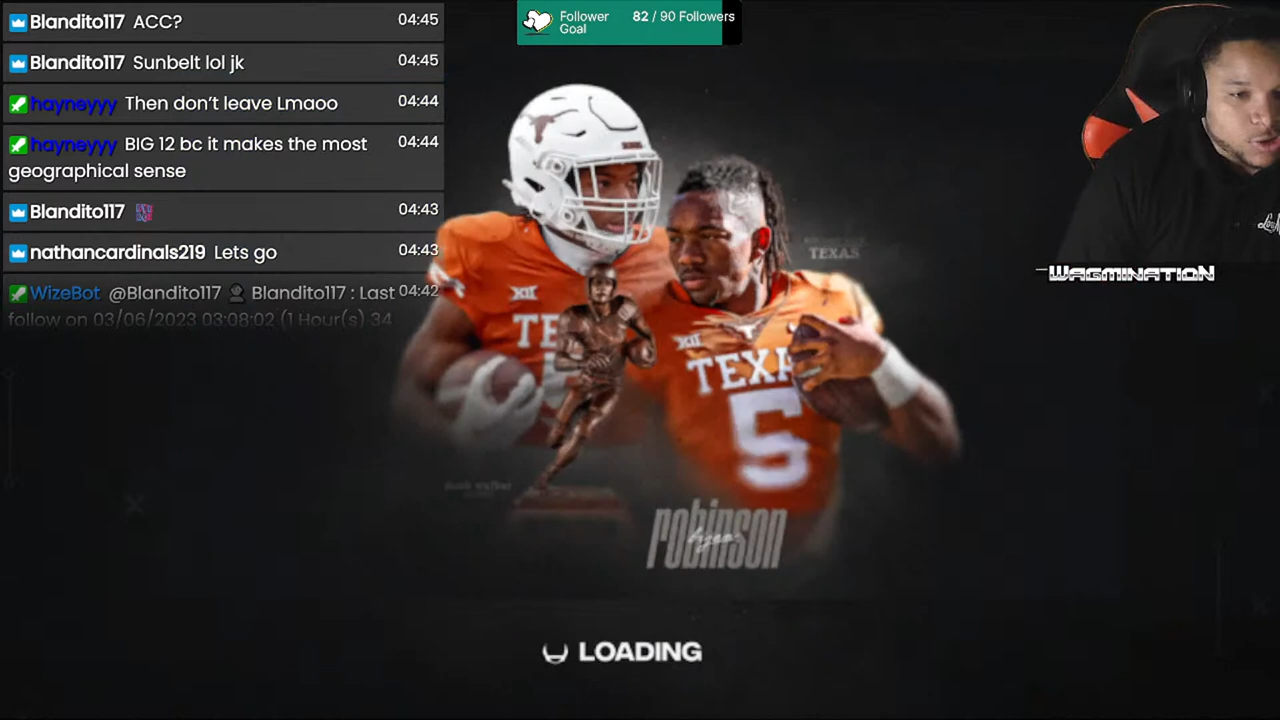 Blandito117 ACC? 04:45
Blandito117 Sunbelt lol jk 04:45
hayneyyy Then don't leave Lmaoo 04:44
hayneyyy BIG 12 bc it makes the most 04:44
geographical sense
Blandito117 04:43
nathancardinals219 Lets go 04:43
WizeBot @Blandito117 Blandito117 : Last 04:42
follow on 03/06/2023 03:08:02 (1 Hour(s) 34
Follower 82 / 90 Followers
Goal
WAGMINATION
TEXAS
XII
TE
XII
TEXA
5
robinson
LOADING